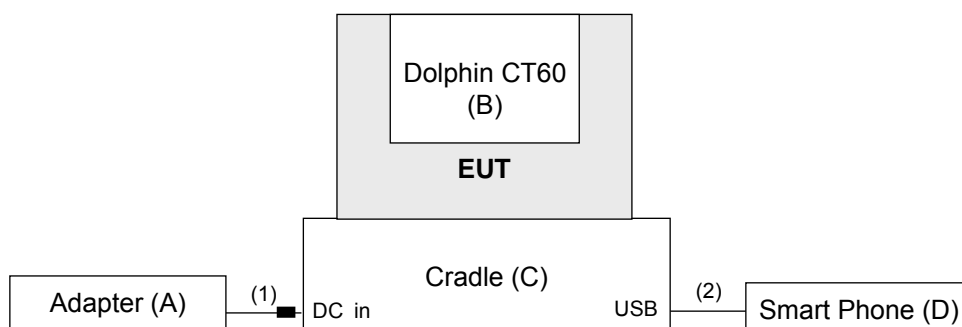 Dolphin CT60
(B)
EUT
Cradle (C)
Adapter (A)
(1)
DC in
USB
(2)
Smart Phone (D)